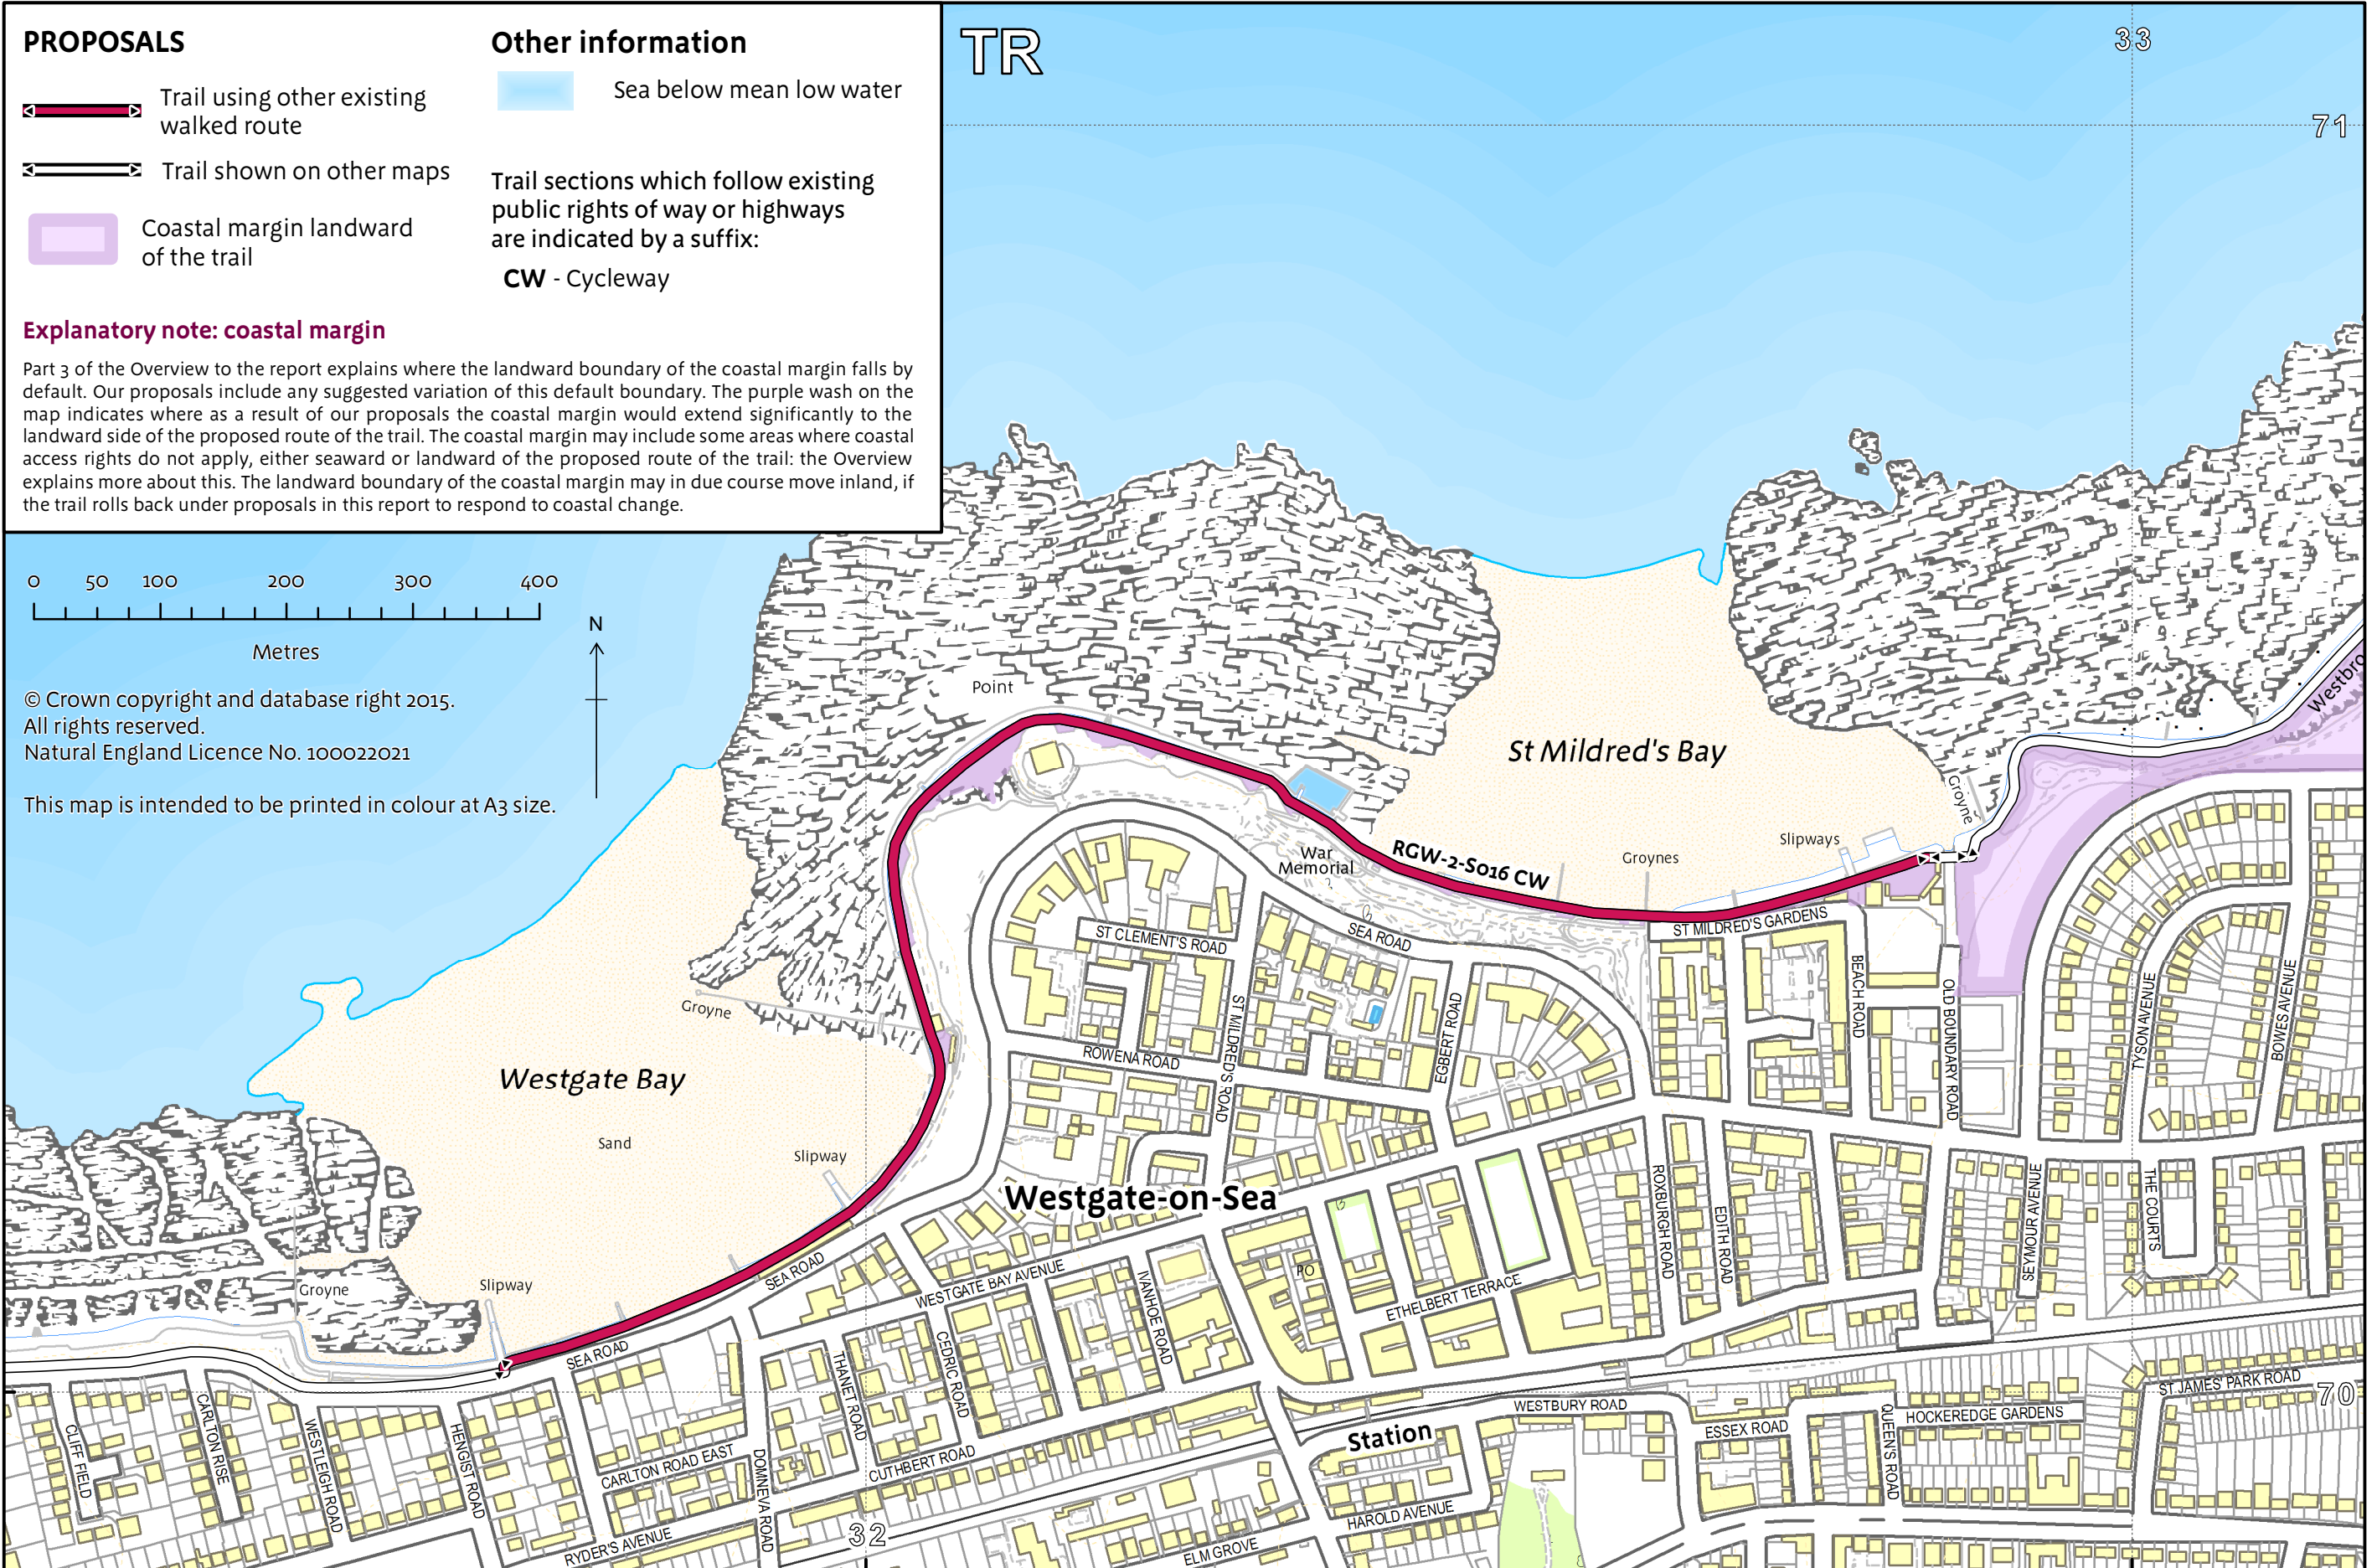 PROPOSALS
Trail using other existing
walked route
Trail shown on other maps
Coastal margin landward
of the trail
Other information
Sea below mean low water
Trail sections which follow existing
public rights of way or highways
are indicated by a suffix:
CW - Cycleway
Explanatory note: coastal margin
Part 3 of the Overview to the report explains where the landward boundary of the coastal margin falls by
default. Our proposals include any suggested variation of this default boundary. The purple wash on the
map indicates where as a result of our proposals the coastal margin would extend significantly to the
landward side of the proposed route of the trail. The coastal margin may include some areas where coastal
access rights do not apply, either seaward or landward of the proposed route of the trail: the Overview
explains more about this. The landward boundary of the coastal margin may in due course move inland, if
the trail rolls back under proposals in this report to respond to coastal change.
TR
33
71
0 50 100 200 300 400
Metres
N
© Crown copyright and database right 2015.
All rights reserved.
Natural England Licence No. 100022021
This map is intended to be printed in colour at A3 size.
Point
St Mildred's Bay
Westbro
Groyne
Slipways
Groynes
War
Memorial
RGW-2-S016 CW
ST MILDRED'S GARDENS
SEA ROAD
ST CLEMENT'S ROAD
BEACH ROAD
OLD BOUNDARY ROAD
TYSON AVENUE
BOWES AVENUE
Groyne
ST MILDRED'S ROAD
EGBERT ROAD
ROWENA ROAD
Westgate Bay
Sand
Slipway
Westgate-on-Sea
ROXBURGH ROAD
EDITH ROAD
SEYMOUR AVENUE
THE COURTS
SEA ROAD
WESTGATE BAY AVENUE
IVANHOE ROAD
PO
ETHELBERT TERRACE
Groyne
Slipway
SEA ROAD
CEDRIC ROAD
THANET ROAD
ST JAMES' PARK ROAD
70
CLIFF FIELD
CARLTON RISE
WESTLEIGH ROAD
HENGIST ROAD
CARLTON ROAD EAST
DOMNEVA ROAD
CUTHBERT ROAD
Station
WESTBURY ROAD
ESSEX ROAD
QUEEN'S ROAD
HOCKEREDGE GARDENS
RYDER'S AVENUE
32
HAROLD AVENUE
ELM GROVE